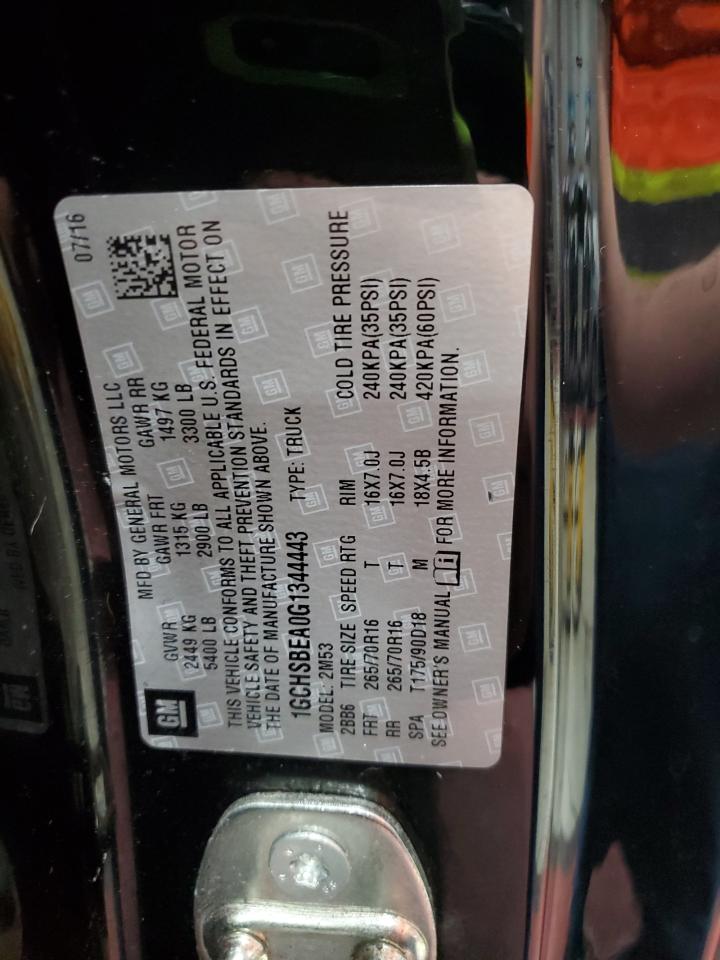 GM
MFD BY GENERAL MOTORS LLC
07/16
GVWR GAWR FRT GAWR RR
2449 KG 1315 KG 1497 KG
5400 LB 2900 LB 3300 LB
THIS VEHICLE CONFORMS TO ALL APPLICABLE U.S. FEDERAL MOTOR
VEHICLE SAFETY AND THEFT PREVENTION STANDARDS IN EFFECT ON
THE DATE OF MANUFACTURE SHOWN ABOVE.
1GCHSBEA0G1344443 TYPE: TRUCK
MODEL: 2M53
2BB6 TIRE-SIZE SPEED RTG RIM COLD TIRE PRESSURE
FRT 265/70R16 T 16X7.0J 240KPA(35PSI)
RR 265/70R16 T 16X7.0J 240KPA(35PSI)
SPA T175/90D18 M 18X4.5B 420KPA(60PSI)
SEE OWNER'S MANUAL i FOR MORE INFORMATION.